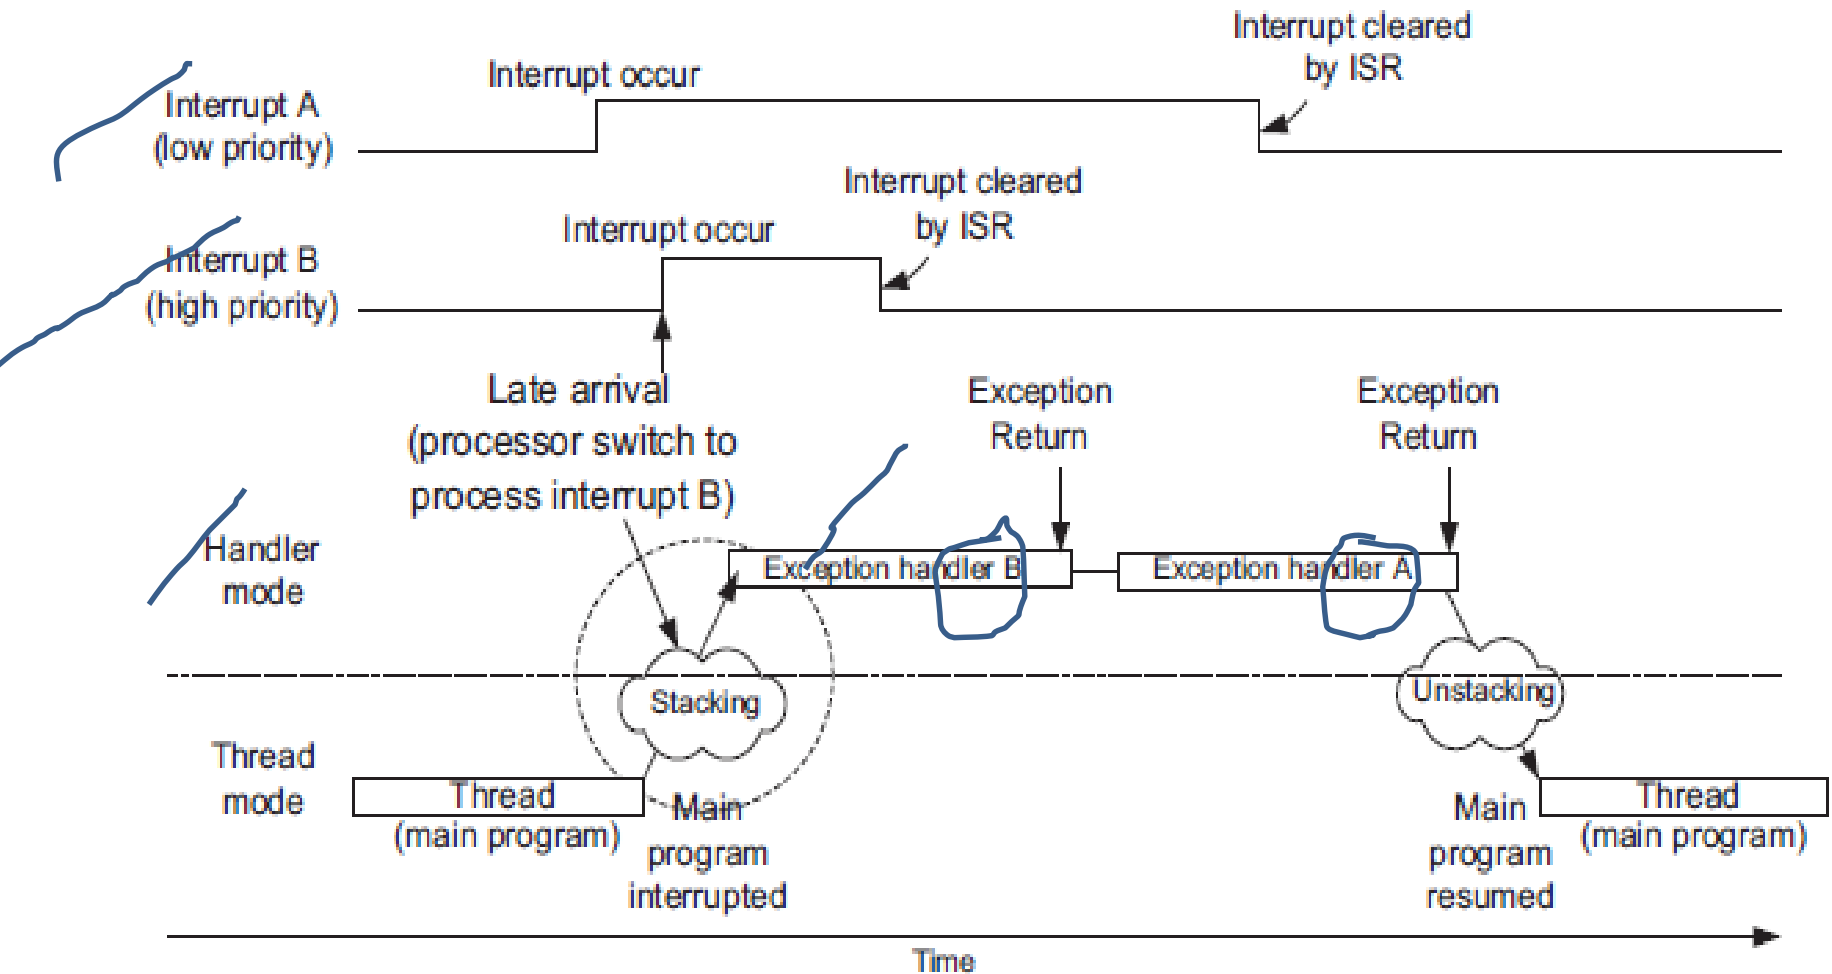 Interrupt cleared
by ISR
Interrupt occur
Interrupt A
(low priority)
Interrupt cleared
by ISR
Interrupt occur
Interrupt B
(high priority)
Late arrival
(processor switch to
process interrupt B)
Exception
Return
Exception
Return
Handler
mode
Exception handler B
Exception handler A
Stacking
Unstacking
Thread
mode
Thread
(main program)
Main
program
interrupted
Main
program
resumed
Thread
(main program)
Time